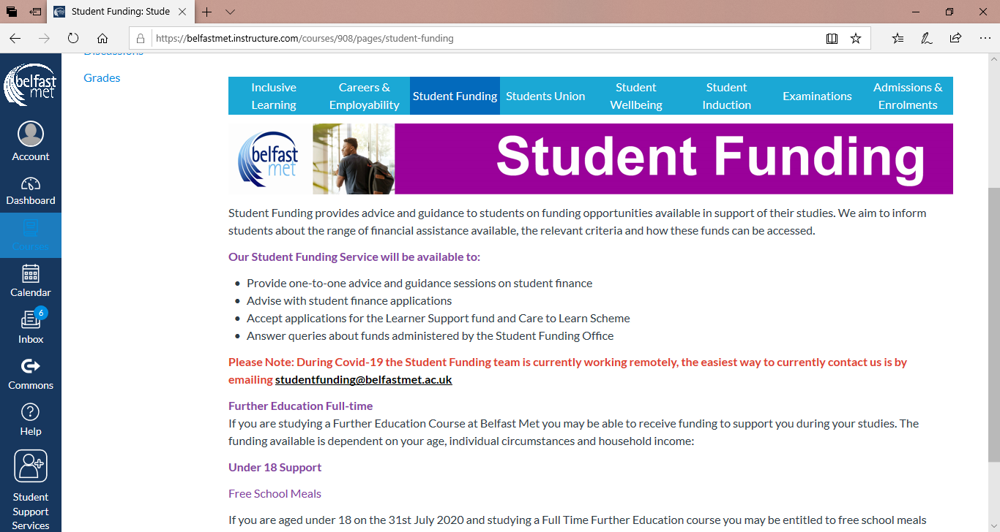 Student Funding: Stude
https://belfastmet.instructure.com/courses/908/pages/student-funding
belfast
met
Account
Dashboard
Courses
Calendar
6
Inbox
Commons
Help
Student
Support
Services
Discussions
Grades
Inclusive
Learning
Careers &
Employability
Student Funding
Students Union
Student
Wellbeing
Student
Induction
Examinations
Admissions &
Enrolments
belfast
met
Student Funding
Student Funding provides advice and guidance to students on funding opportunities available in support of their studies. We aim to inform
students about the range of financial assistance available, the relevant criteria and how these funds can be accessed.
Our Student Funding Service will be available to:
• Provide one-to-one advice and guidance sessions on student finance
• Advise with student finance applications
• Accept applications for the Learner Support fund and Care to Learn Scheme
• Answer queries about funds administered by the Student Funding Office
Please Note: During Covid-19 the Student Funding team is currently working remotely, the easiest way to currently contact us is by
emailing studentfunding@belfastmet.ac.uk
Further Education Full-time
If you are studying a Further Education Course at Belfast Met you may be able to receive funding to support you during your studies. The
funding available is dependent on your age, individual circumstances and household income:
Under 18 Support
Free School Meals
If you are aged under 18 on the 31st July 2020 and studying a Full Time Further Education course you may be entitled to free school meals